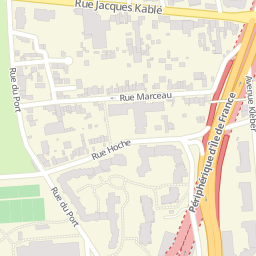 Rue Jacques Kablé
Rue du Port
Rue Marceau
Avenue Kléber
Rue Hoche
Périphérique d'Île de France
Rue du Port